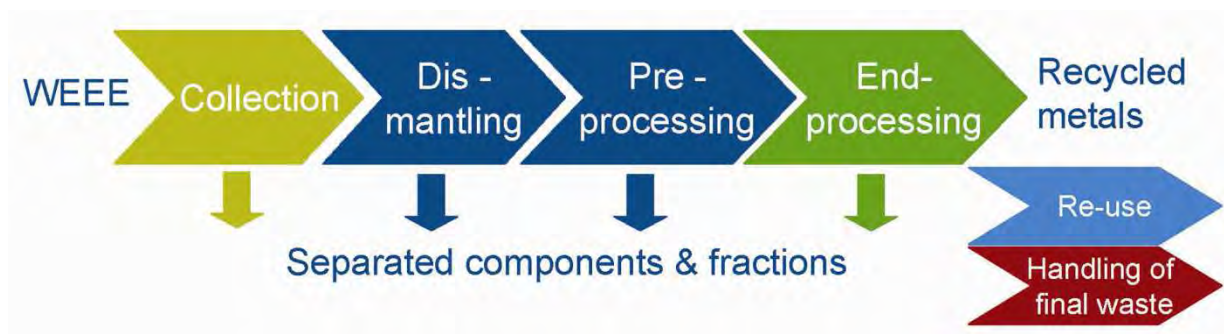 WEEE
Collection
Dis -
mantling
Pre -
processing
End-
processing
Recycled
metals
Re-use
Separated components & fractions
Handling of
final waste